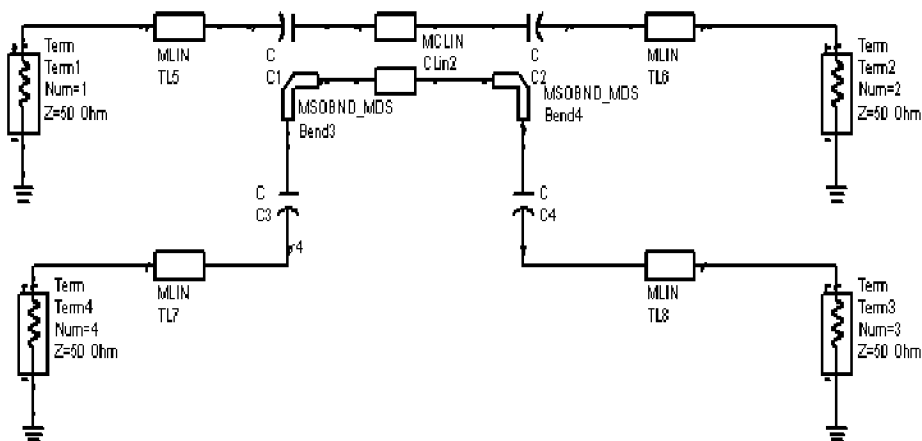 Term
Term1
Num=1
Z=50 Ohm
MLIN
TL5
C
C1
MCLIN
CLin2
C
C2
MLIN
TL6
Term
Term2
Num=2
Z=50 Ohm
MSOBND_MDS
Bend3
MSOBND_MDS
Bend4
C
C3
C
C4
r4
Term
Term4
Num=4
Z=50 Ohm
MLIN
TL7
MLIN
TL8
Term
Term3
Num=3
Z=50 Ohm